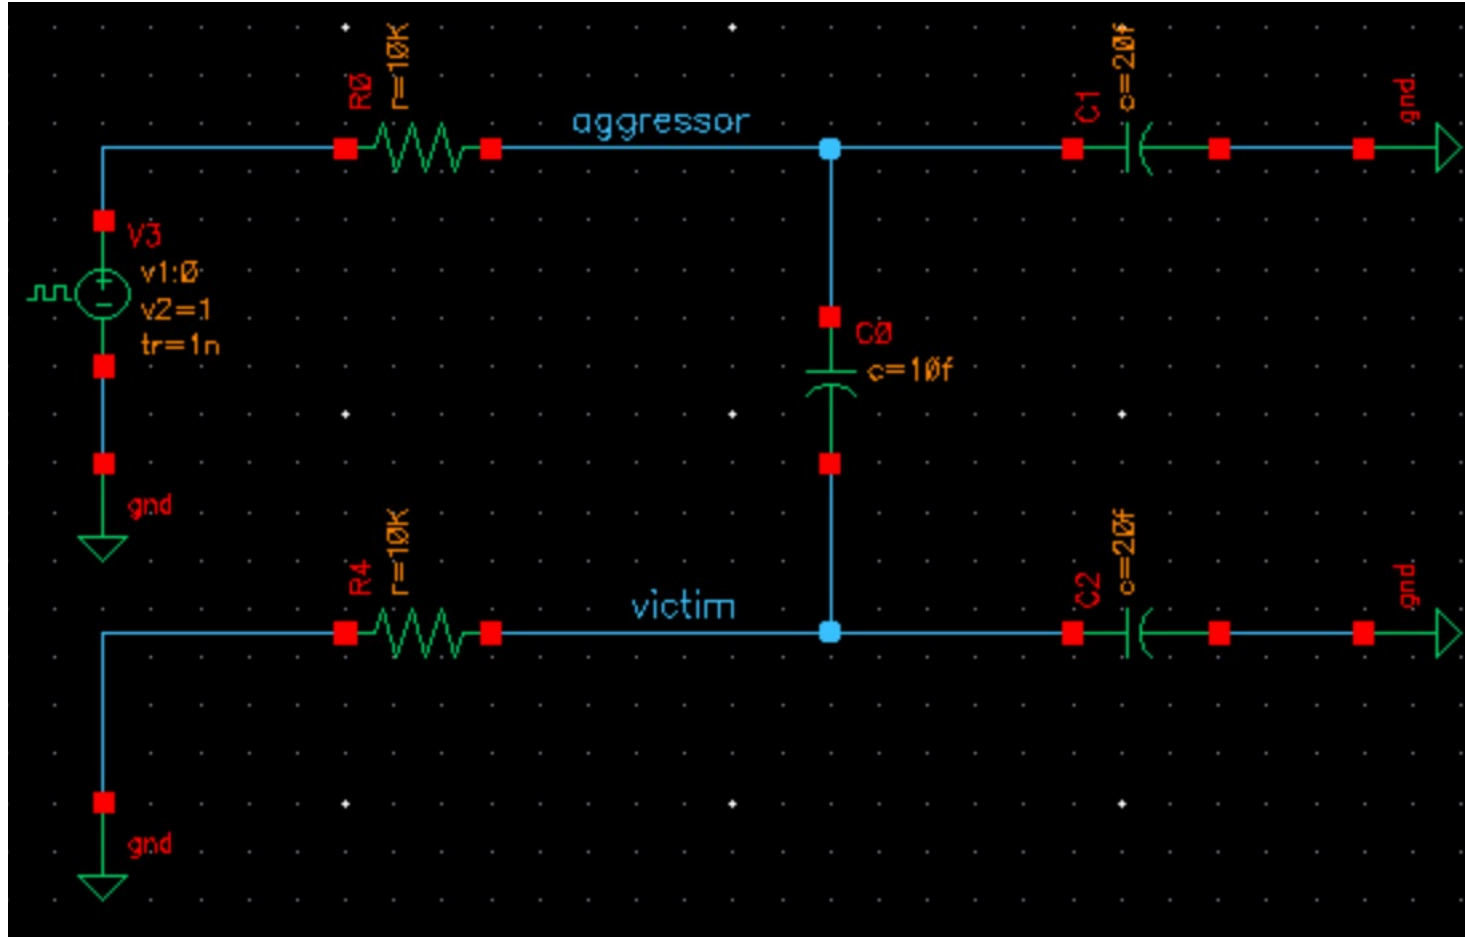 R0
r=10K
aggressor
C1
c=20f
gnd
V3
v1:0
v2=1
tr=1n
C0
c=10f
gnd
R4
r=10K
victim
C2
c=20f
gnd
gnd